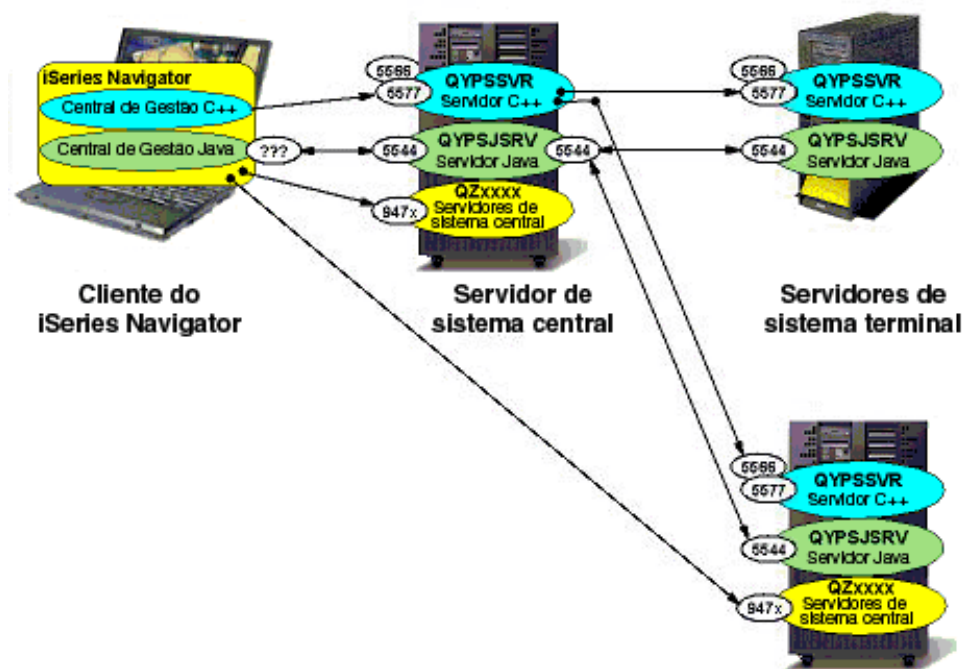 iSeries Navigator
Central de Gestão C++
Central de Gestão Java
???
5566
5577
QYPSSVR
Servidor C++
5544
QYPSJSRV
Servidor Java
5544
947x
QZxxxx
Servidores de
sistema central
5566
5577
QYPSSVR
Servidor C++
5544
QYPSJSRV
Servidor Java
Cliente do
iSeries Navigator
Servidor de
sistema central
Servidores de
sistema terminal
5566
5577
QYPSSVR
Servidor C++
5544
QYPSJSRV
Servidor Java
947x
QZxxxx
Servidores de
sistema central